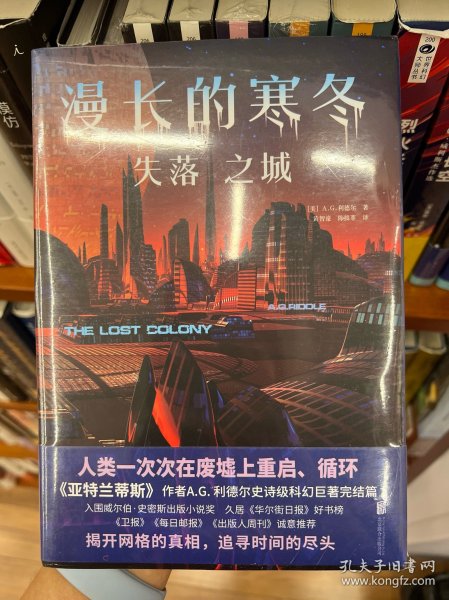 漫长的寒冬
失落之城
[美] A.G.利德尔 著
黄智濠 译
A.G.RIDDLE
THE LOST COLONY
人类一次次在废墟上重启、循环
《亚特兰蒂斯》作者A.G.利德尔史诗级科幻巨著完结篇
入围威尔伯·史密斯出版小说奖 久居《华尔街日报》好书榜
《卫报》《每日邮报》《出版人周刊》诚意推荐
揭开网格的真相，追寻时间的尽头
孔夫子旧书网
kongfz.com